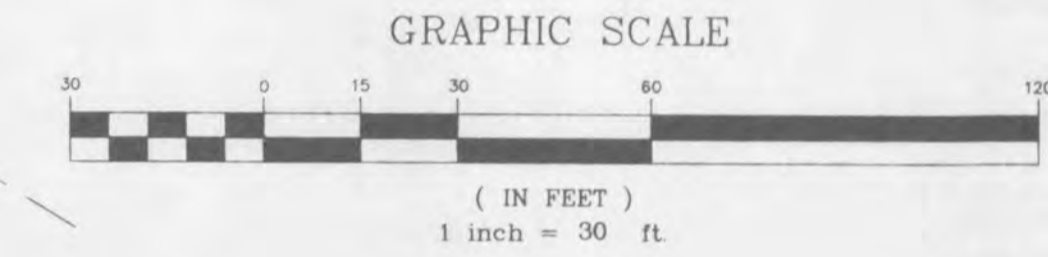 GRAPHIC SCALE
30 0 15 30 60 120
( IN FEET )
1 inch = 30 ft.